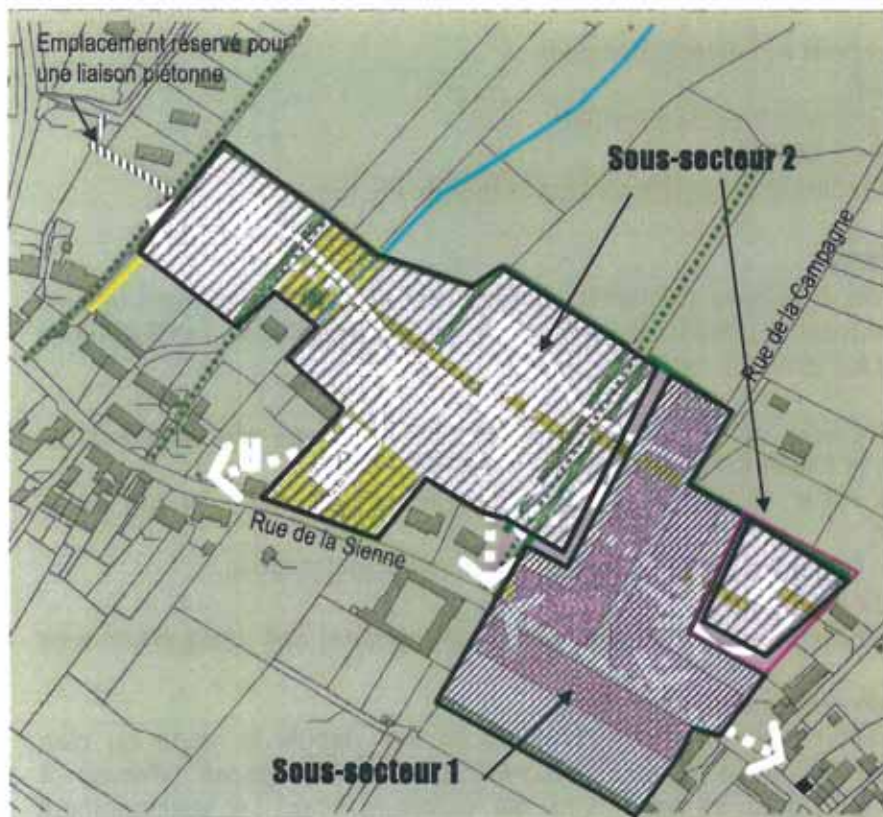 Emplacement réservé pour
une liaison piétonne
Sous-secteur 2
Rue de la Campagne
Rue de la Sienne
Sous-secteur 1